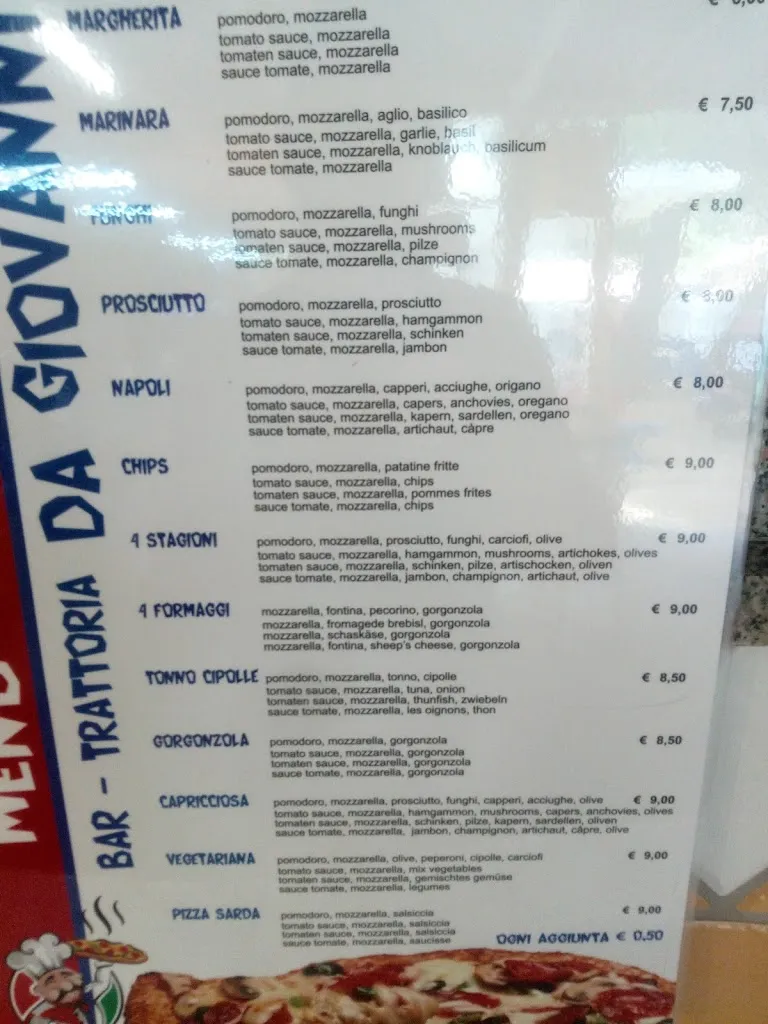 MARGHERITA
pomodoro, mozzarella
tomato sauce, mozzarella
tomaten sauce, mozzarella
sauce tomate, mozzarella
MARINARA
pomodoro, mozzarella, aglio, basilico € 7,50
tomato sauce, mozzarella, garlie, basil
tomaten sauce, mozzarella, knoblauch, basilicum
sauce tomate, mozzarella
FUNGHI
pomodoro, mozzarella, funghi € 8,00
tomato sauce, mozzarella, mushrooms
tomaten sauce, mozzarella, pilze
sauce tomate, mozzarella, champignon
PROSCIUTTO pomodoro, mozzarella, prosciutto € 8,00
tomato sauce, mozzarella, hamgammon
tomaten sauce, mozzarella, schinken
sauce tomate, mozzarella, jambon
NAPOLI pomodoro, mozzarella, capperi, acciughe, origano € 8,00
tomato sauce, mozzarella, capers, anchovies, oregano
tomaten sauce, mozzarella, kapern, sardellen, oregano
sauce tomate, mozzarella, artichaut, câpre
CHIPS pomodoro, mozzarella, patatine fritte € 9,00
tomato sauce, mozzarella, chips
tomaten sauce, mozzarella, pommes frites
sauce tomate, mozzarella, chips
4 STAGIONI pomodoro, mozzarella, prosciutto, funghi, carciofi, olive € 9,00
tomato sauce, mozzarella, hamgammon, mushrooms, artichokes, olives
tomaten sauce, mozzarella, schinken, pilze, artischocken, oliven
sauce tomate, mozzarella, jambon, champignon, artichaut, olive
4 FORMAGGI mozzarella, fontina, pecorino, gorgonzola € 9,00
mozzarella, fromagede brebisl, gorgonzola
mozzarella, schaskäse, gorgonzola
mozzarella, fontina, sheep's cheese, gorgonzola
TONNO CIPOLLE pomodoro, mozzarella, tonno, cipolle € 8,50
tomato sauce, mozzarella, tuna, onion
tomaten sauce, mozzarella, thunfish, zwiebeln
sauce tomate, mozzarella, les oignons, thon
GORGONZOLA pomodoro, mozzarella, gorgonzola € 8,50
tomato sauce, mozzarella, gorgonzola
tomaten sauce, mozzarella, gorgonzola
sauce tomate, mozzarella, gorgonzola
CAPRICCIOSA pomodoro, mozzarella, prosciutto, funghi, capperi, acciughe, olive € 9,00
tomato sauce, mozzarella, hamgammon, mushrooms, capers, anchovies, olives
tomaten sauce, mozzarella, schinken, pilze, kapern, sardellen, oliven
sauce tomate, mozzarella, jambon, champignon, artichaut, câpre, olive
VEGETARIANA pomodoro, mozzarella, olive, peperoni, cipolle, carciofi € 9,00
tomato sauce, mozzarella, mix vegetables
tomaten sauce, mozzarella, gemischtes gemüse
sauce tomate, mozzarella, legumes
PIZZA SARDA pomodoro, mozzarella, salsiccia € 9,00
tomato sauce, mozzarella, salsiccia
tomaten sauce, mozzarella, salsiccia
sauce tomate, mozzarella, saucisse
OGNI AGGIUNTA € 0,50
BAR - TRATTORIA DA GIOVANN
MENÙ